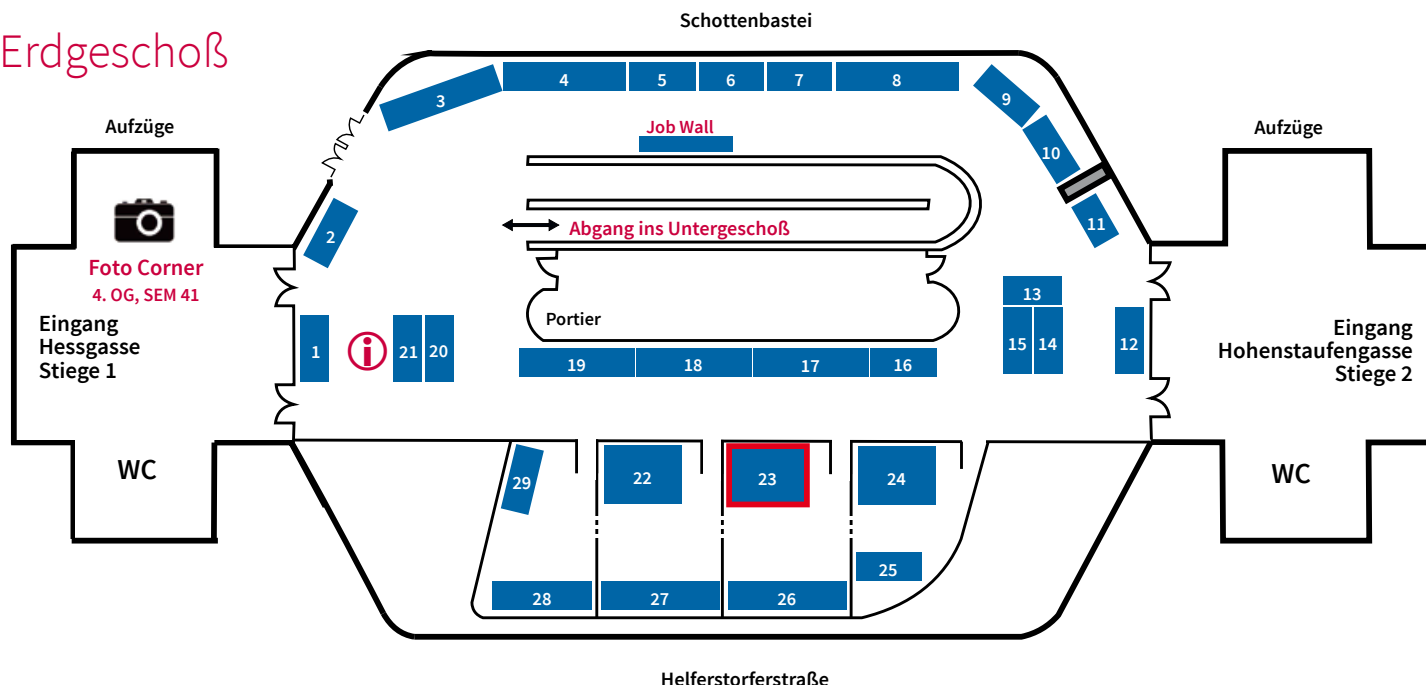 Schottenbastei
Erdgeschoß
4
5
6
7
8
3
9
Aufzüge
Job Wall
Aufzüge
10
2
Abgang ins Untergeschoß
11
Foto Corner
4. OG, SEM 41
13
Eingang
Hessgasse
Stiege 1
Portier
Eingang
Hohenstaufengasse
Stiege 2
1
i
21
20
15
14
12
19
18
17
16
WC
29
22
23
24
WC
25
28
27
26
Helferstorferstraße